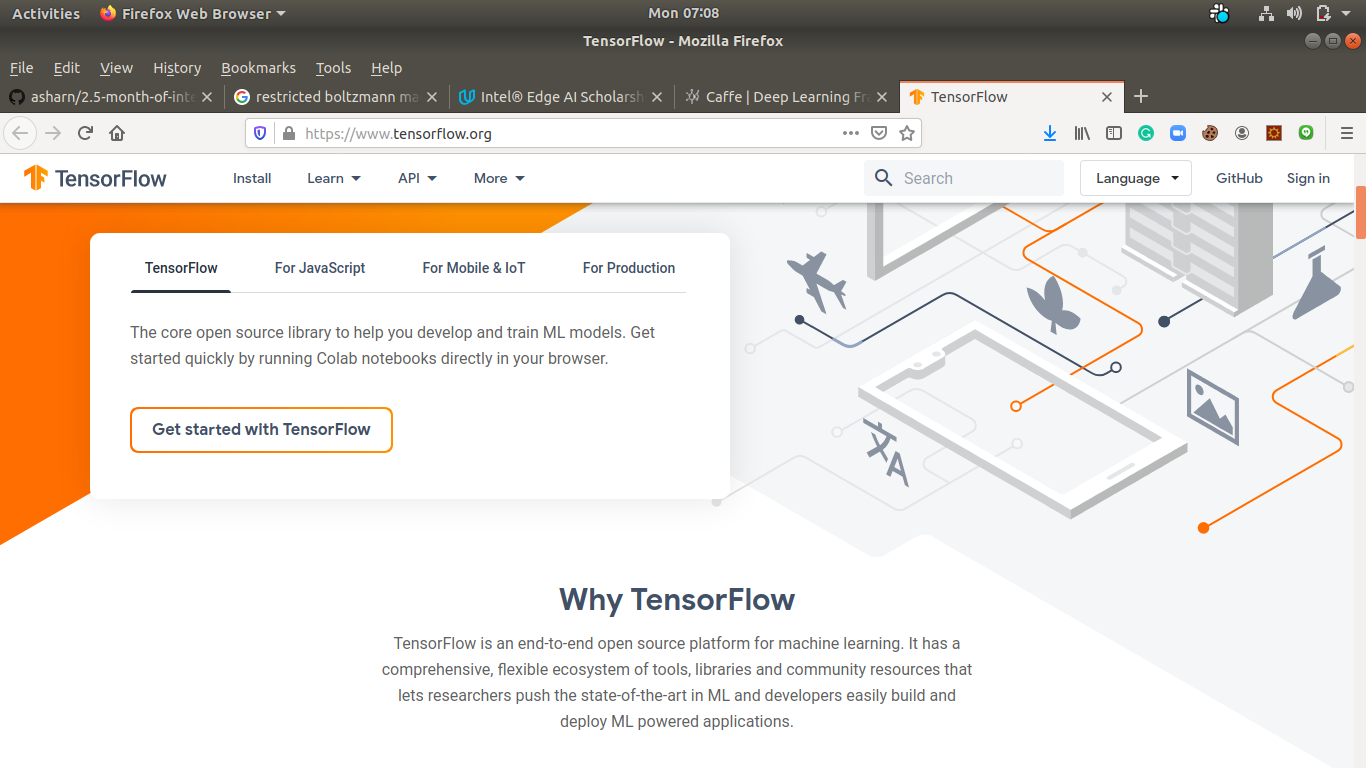 Activities Firefox Web Browser Mon 07:08
TensorFlow - Mozilla Firefox
File Edit View History Bookmarks Tools Help
asharn/2.5-month-of-inte restricted boltzmann ma Intel® Edge AI Scholarsh Caffe | Deep Learning Fra TensorFlow
https://www.tensorflow.org
TensorFlow Install Learn API More Search Language GitHub Sign in
TensorFlow For JavaScript For Mobile & IoT For Production
The core open source library to help you develop and train ML models. Get
started quickly by running Colab notebooks directly in your browser.
Get started with TensorFlow
文A
Why TensorFlow
TensorFlow is an end-to-end open source platform for machine learning. It has a
comprehensive, flexible ecosystem of tools, libraries and community resources that
lets researchers push the state-of-the-art in ML and developers easily build and
deploy ML powered applications.